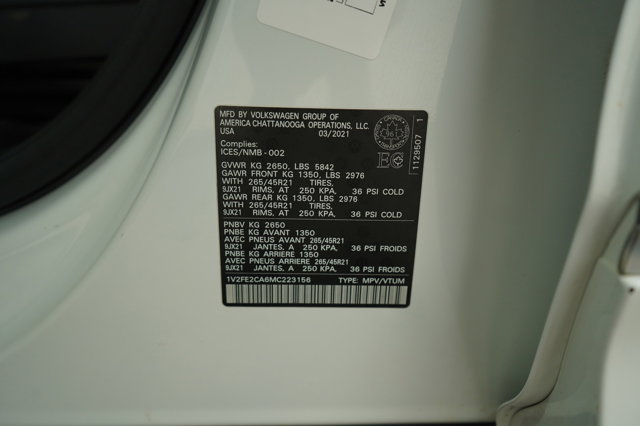 MFD BY VOLKSWAGEN GROUP OF
AMERICA CHATTANOOGA OPERATIONS, LLC.
USA 03/2021
Complies:
ICES/NMB - 002
GVWR KG 2650, LBS 5842
GAWR FRONT KG 1350, LBS 2976
WITH 265/45R21 TIRES,
9JX21 RIMS, AT 250 KPA, 36 PSI COLD
GAWR REAR KG 1350, LBS 2976
WITH 265/45R21 TIRES,
9JX21 RIMS, AT 250 KPA, 36 PSI COLD
PNBV KG 2650
PNBE KG AVANT 1350
AVEC PNEUS AVANT 265/45R21
9JX21 JANTES, A 250 KPA, 36 PSI FROIDS
PNBE KG ARRIERE 1350
AVEC PNEUS ARRIERE 265/45R21
9JX21 JANTES, A 250 KPA, 36 PSI FROIDS
1V2FE2CA6MC223156 TYPE: MPV/VTUM
E
1123S507 1